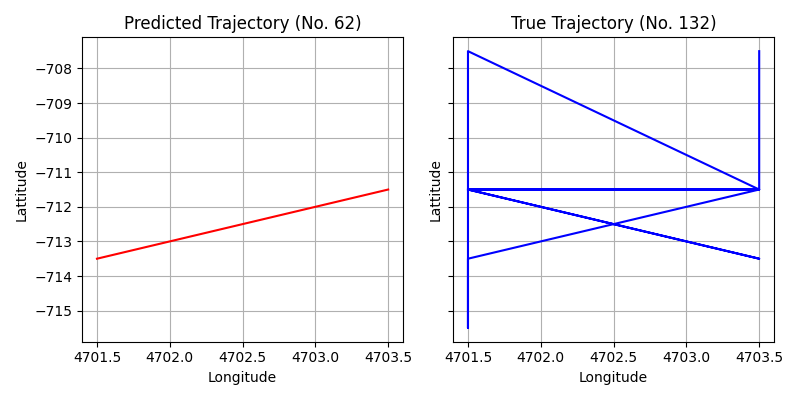 Predicted Trajectory (No. 62)
Lattitude
−708
−709
−710
−711
−712
−713
−714
−715
4701.5 4702.0 4702.5 4703.0 4703.5
Longitude
True Trajectory (No. 132)
Lattitude
4701.5 4702.0 4702.5 4703.0 4703.5
Longitude